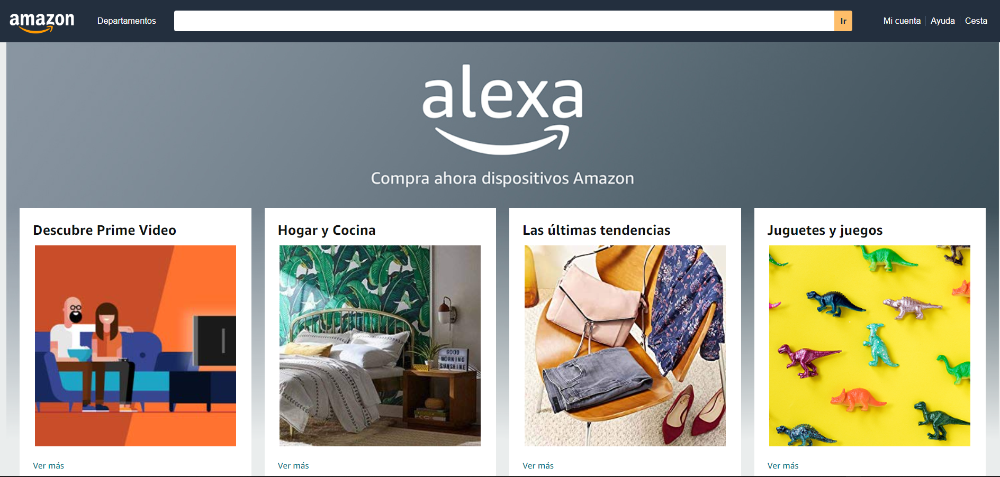 amazon
Departamentos
Ir
Mi cuenta
Ayuda
Cesta
alexa
Compra ahora dispositivos Amazon
Descubre Prime Video
Hogar y Cocina
Las últimas tendencias
Juguetes y juegos
GOOD
MORNING
SUNSHINE
Ver más
Ver más
Ver más
Ver más